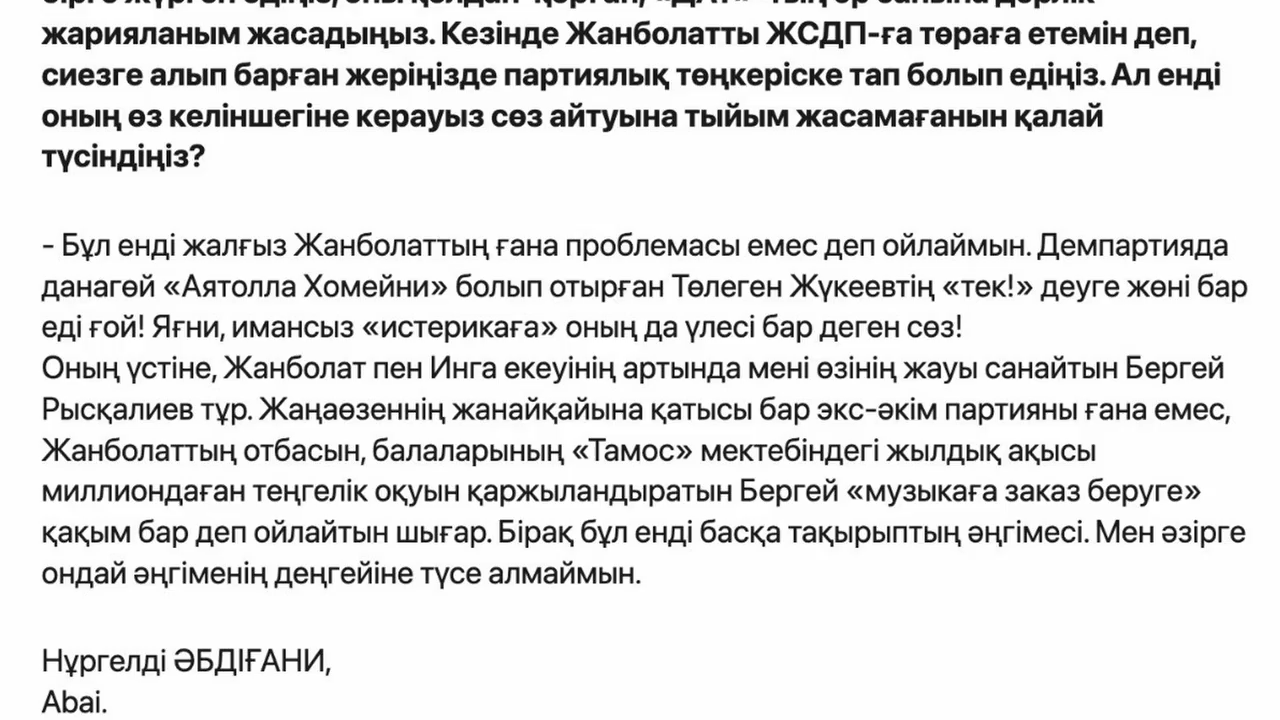 жарияланым жасадыңыз. Кезінде Жанболатты ЖСДП-ға төраға етемін деп,
сиезге алып барған жеріңізде партиялық төңкеріске тап болып едіңіз. Ал енді
оның өз келіншегіне керауыз сөз айтуына тыйым жасамағанын қалай
түсіндіңіз?
- Бұл енді жалғыз Жанболаттың ғана проблемасы емес деп ойлаймын. Демпартияда
данагөй «Аятолла Хомейни» болып отырған Төлеген Жүкеевтің «тек!» деуге жөні бар
еді ғой! Яғни, имансыз «истерикаға» оның да үлесі бар деген сөз!
Оның үстіне, Жанболат пен Инга екеуінің артында мені өзінің жауы санайтын Бергей
Рысқалиев тұр. Жаңаөзеннің жанайқайына қатысы бар экс-әкім партияны ғана емес,
Жанболаттың отбасын, балаларының «Тамос» мектебіндегі жылдық ақысы
миллиондаған теңгелік оқуын қаржыландыратын Бергей «музыкаға заказ беруге»
қақым бар деп ойлайтын шығар. Бірақ бұл енді басқа тақырыптың әңгімесі. Мен әзірге
ондай әңгіменің деңгейіне түсе алмаймын.
Нұргелді ӘБДІҒАНИ,
Abai.